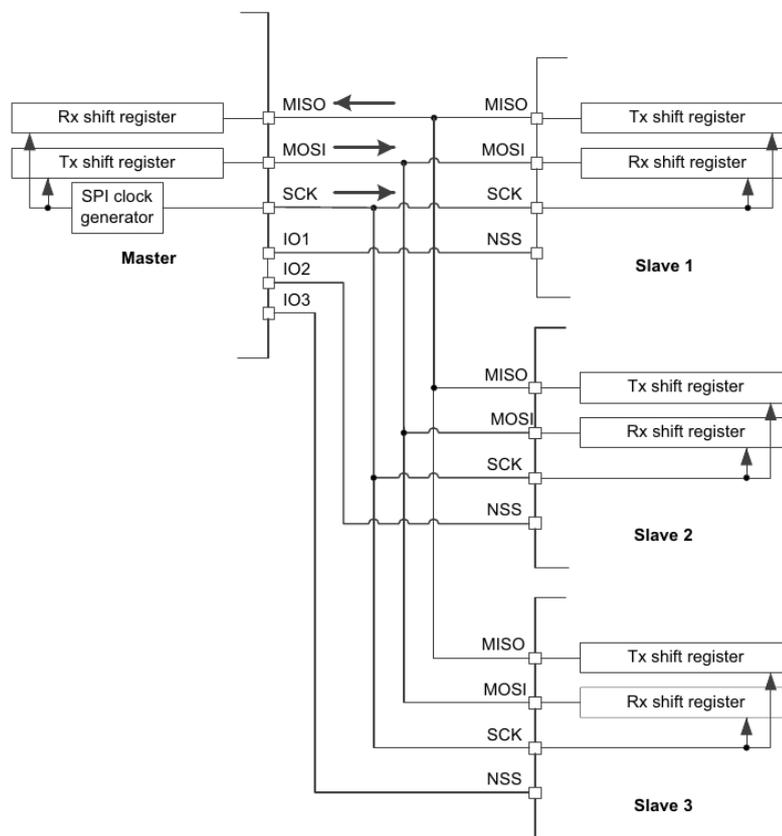 MISO
MISO
Rx shift register
Tx shift register
MOSI
MOSI
Tx shift register
Rx shift register
SCK
SCK
SPI clock
generator
Master
IO1
NSS
Slave 1
IO2
IO3
MISO
Tx shift register
MOSI
Rx shift register
SCK
NSS
Slave 2
MISO
Tx shift register
MOSI
Rx shift register
SCK
NSS
Slave 3